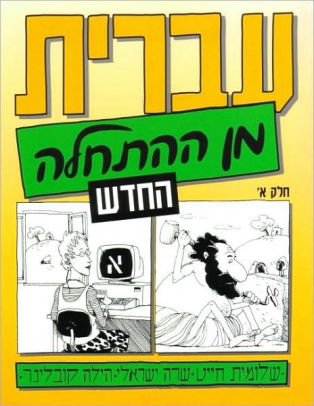 עברית
מן ההתחלה
החדש
חלק א'
א
·שלומית חייט·שרה ישראלי·הילה קובלינר·